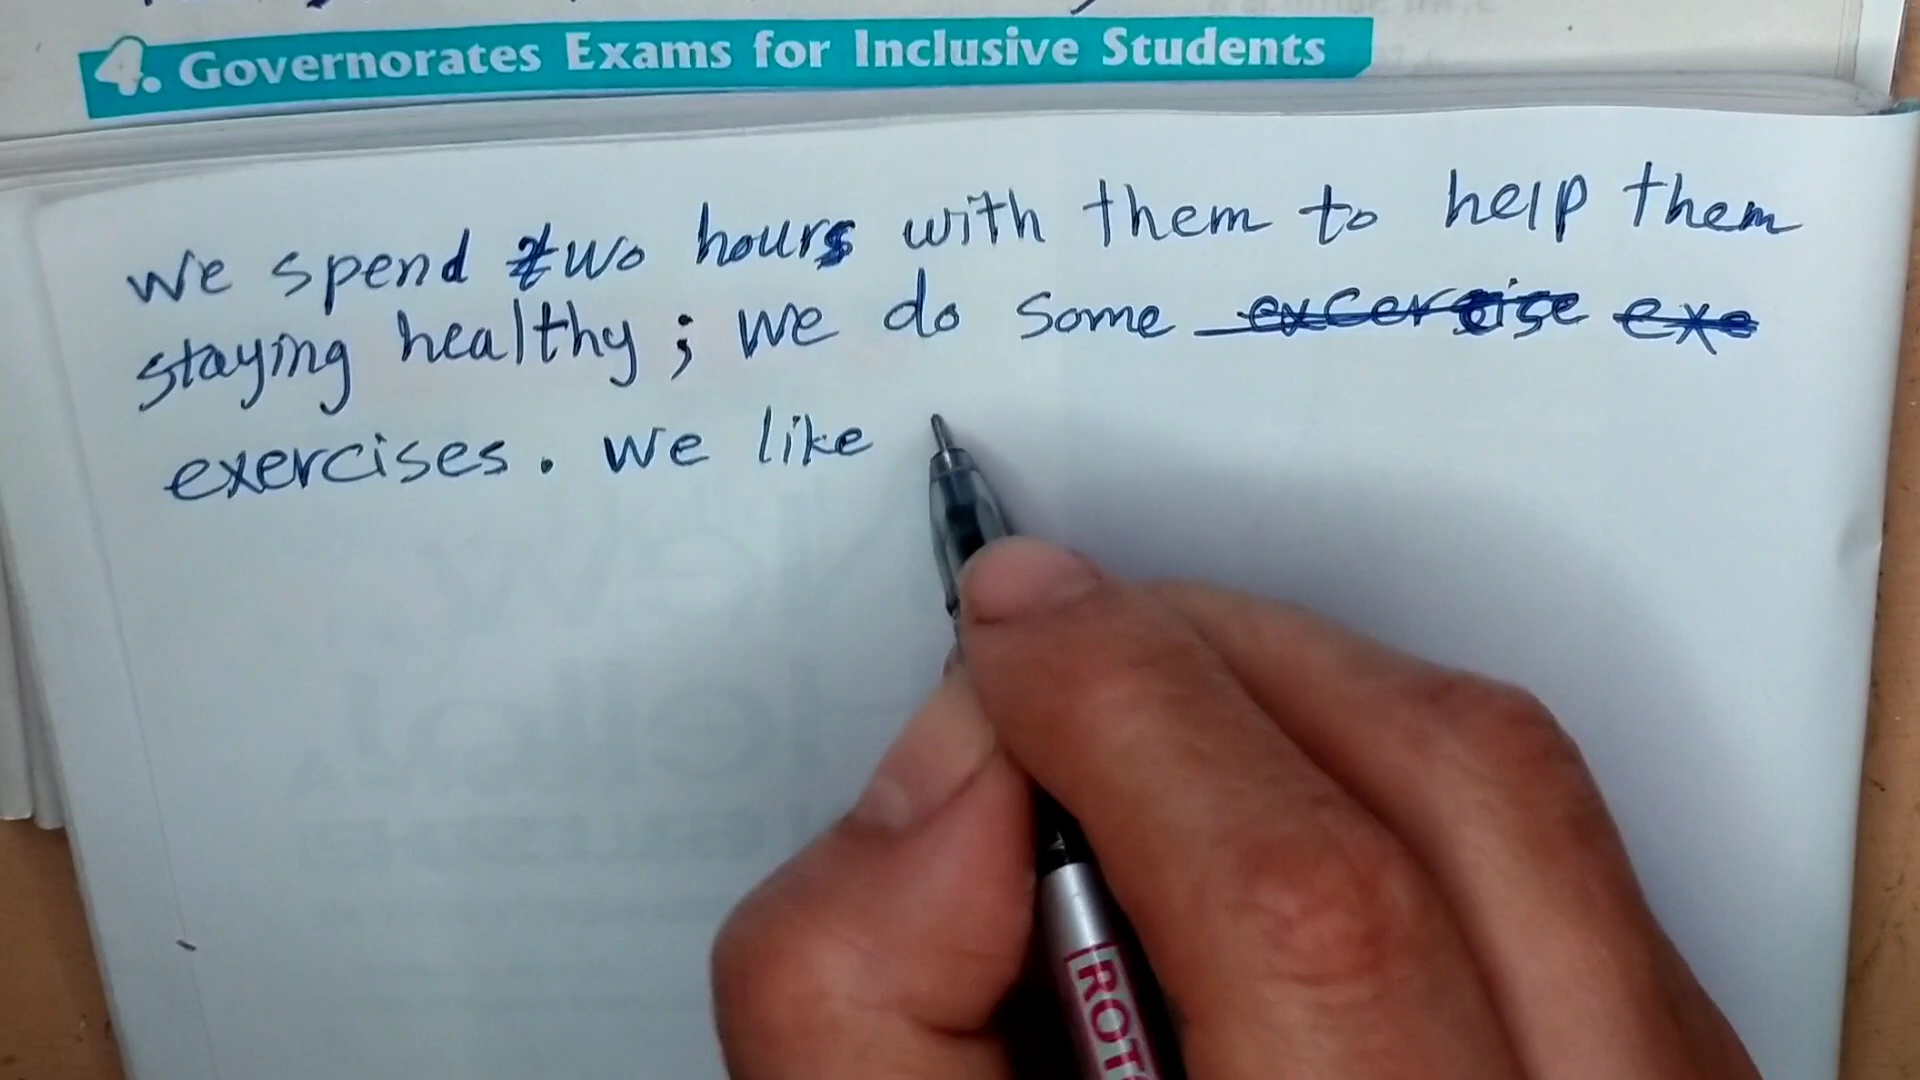 4. Governorates Exams for Inclusive Students
we spend two hours with them to help them
staying healthy; we do some excercise exe
exercises. we like
ROTO